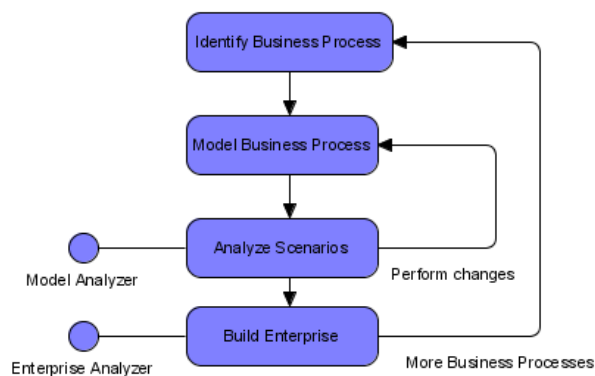 Identify Business Process
Model Business Process
Analyze Scenarios
Model Analyzer
Perform changes
Build Enterprise
Enterprise Analyzer
More Business Processes